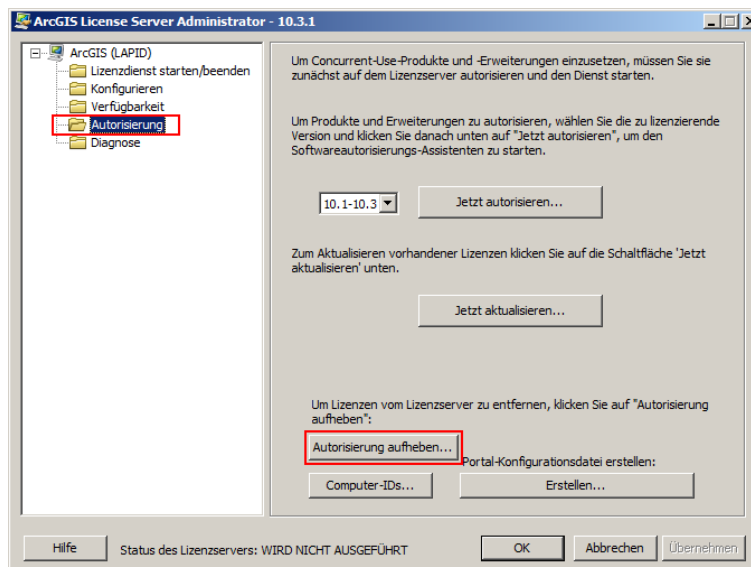 ArcGIS License Server Administrator - 10.3.1
ArcGIS (LAPID)
Lizenzdienst starten/beenden
Konfigurieren
Verfügbarkeit
Autorisierung
Diagnose
Um Concurrent-Use-Produkte und -Erweiterungen einzusetzen, müssen Sie sie
zunächst auf dem Lizenzserver autorisieren und den Dienst starten.
Um Produkte und Erweiterungen zu autorisieren, wählen Sie die zu lizenzierende
Version und klicken Sie danach unten auf "Jetzt autorisieren", um den
Softwareautorisierungs-Assistenten zu starten.
10.1-10.3
Jetzt autorisieren...
Zum Aktualisieren vorhandener Lizenzen klicken Sie auf die Schaltfläche 'Jetzt
aktualisieren' unten.
Jetzt aktualisieren...
Um Lizenzen vom Lizenzserver zu entfernen, klicken Sie auf "Autorisierung
aufheben":
Autorisierung aufheben...
Portal-Konfigurationsdatei erstellen:
Computer-IDs...
Erstellen...
Hilfe
Status des Lizenzservers: WIRD NICHT AUSGEFÜHRT
OK
Abbrechen
Übernehmen